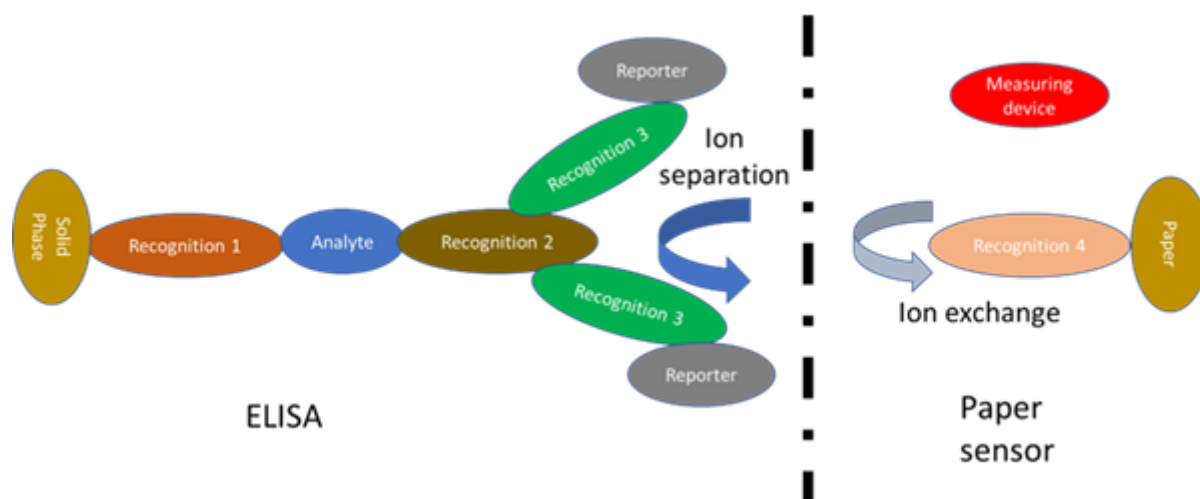 Reporter
Recognition 3
Ion
separation
Solid
Phase
Recognition 1
Analyte
Recognition 2
Recognition 3
Reporter
ELISA
Measuring
device
Recognition 4
Paper
Ion exchange
Paper
sensor